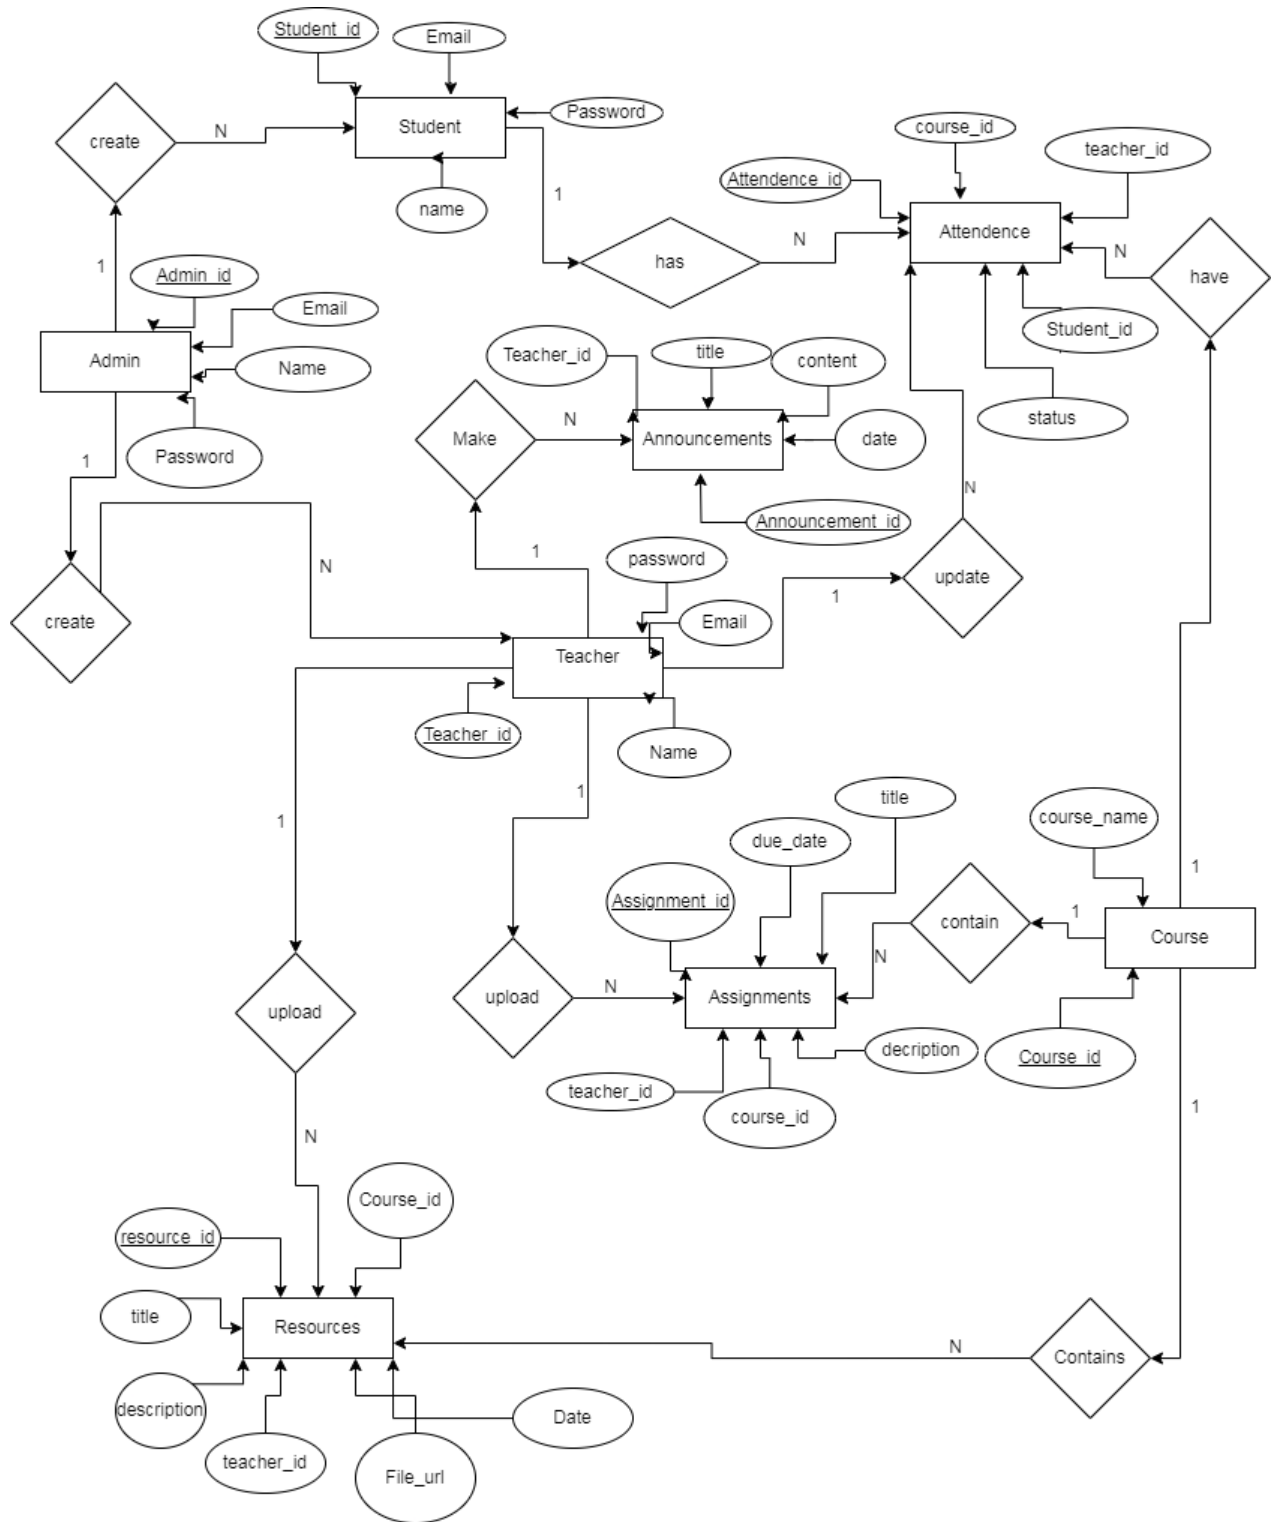 Student_id
Email
Password
create
N
Student
name
1
course_id
teacher_id
Attendence_id
Attendence
1
has
N
N
have
Admin_id
Email
Admin
Name
Password
1
Student_id
status
Teacher_id
title
content
Make
N
Announcements
date
Announcement_id
N
create
N
1
password
update
1
Email
Teacher
Teacher_id
Name
1
1
title
due_date
course_name
1
Assignment_id
contain
1
Course
N
upload
upload
N
Assignments
decription
Course_id
teacher_id
course_id
1
N
Course_id
resource_id
title
Resources
N
Contains
description
Date
teacher_id
File_url